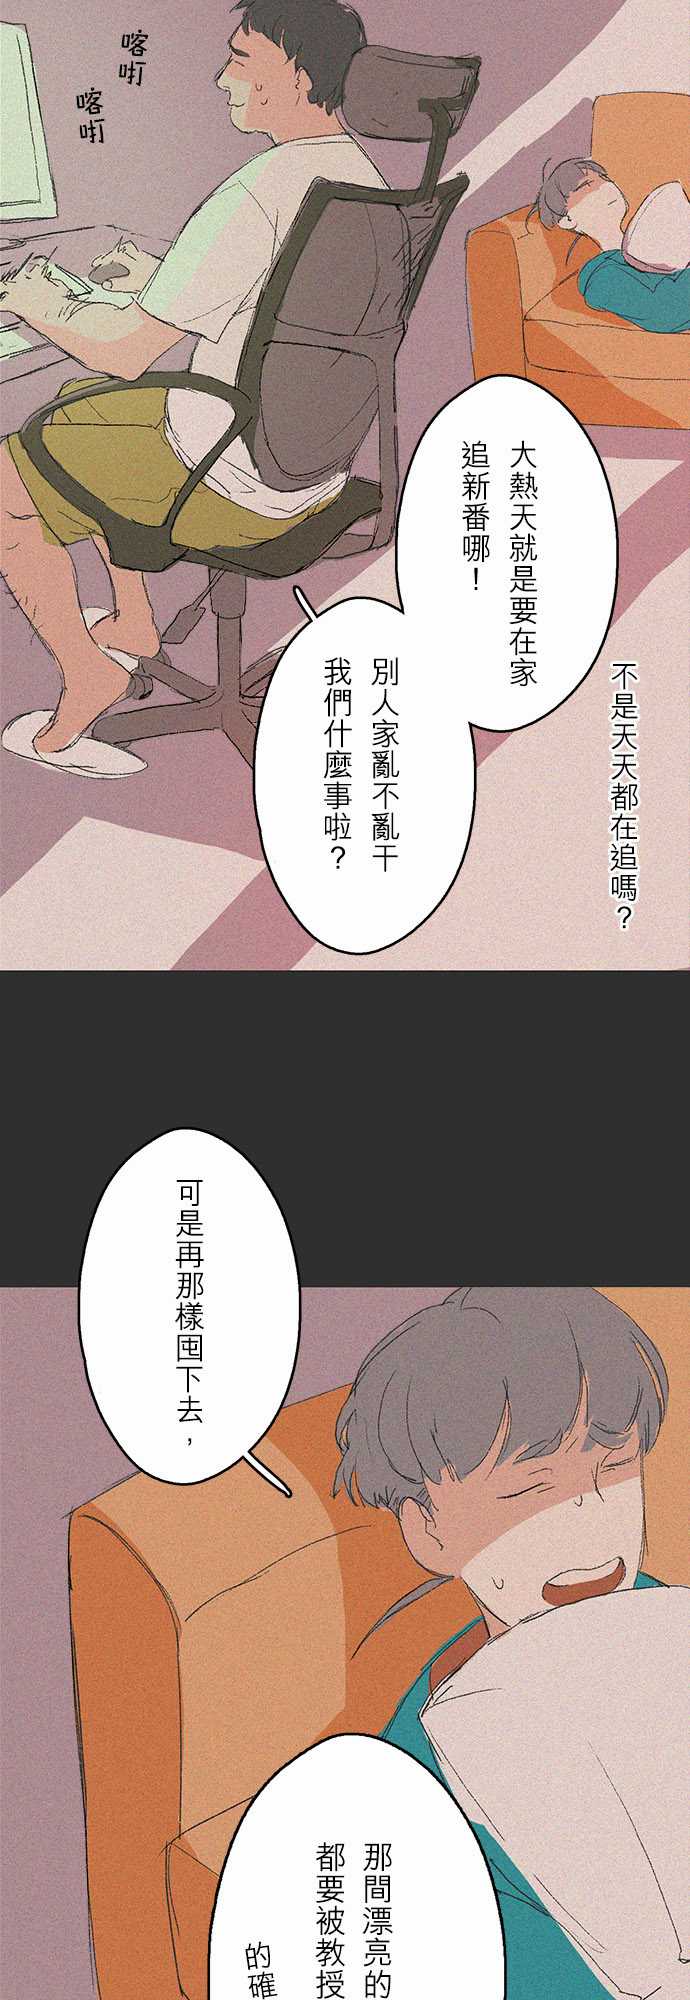 喀啦
喀啦
大熱天就是要在家
追新番哪！
別人家亂不亂干
我們什麼事啦？
不是天天都在追嗎？
可是再那樣囤下去，
那間漂亮的
都要被教授
的確